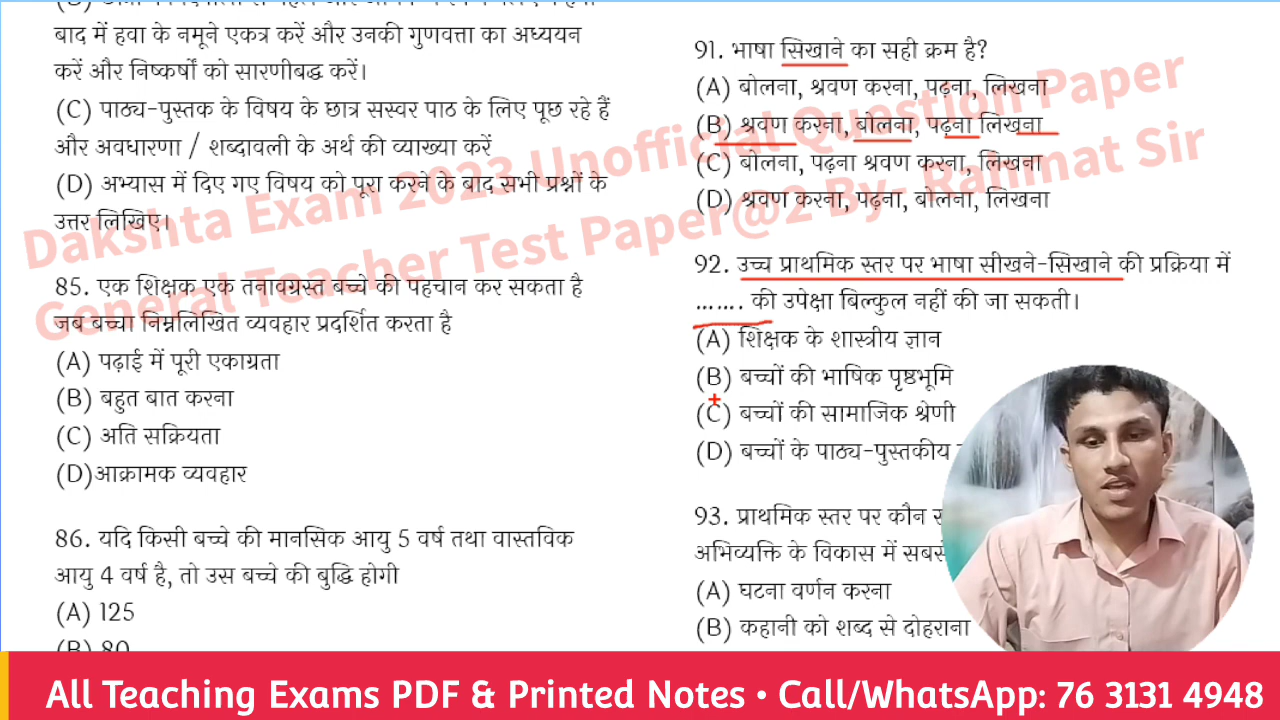 बाद में हवा के नमूने एकत्र करें और उनकी गुणवत्ता का अध्ययन
करें और निष्कर्षों को सारणीबद्ध करें।
(C) पाठ्य-पुस्तक के विषय के छात्र सस्वर पाठ के लिए पूछ रहे हैं
और अवधारणा / शब्दावली के अर्थ की व्याख्या करें
(D) अभ्यास में दिए गए विषय को पूरा करने के बाद सभी प्रश्नों के
उत्तर लिखिए।
85. एक शिक्षक एक तनावग्रस्त बच्चे की पहचान कर सकता है
जब बच्चा निम्नलिखित व्यवहार प्रदर्शित करता है
(A) पढ़ाई में पूरी एकाग्रता
(B) बहुत बात करना
(C) अति सक्रियता
(D)आक्रामक व्यवहार
86. यदि किसी बच्चे की मानसिक आयु 5 वर्ष तथा वास्तविक
आयु 4 वर्ष है, तो उस बच्चे की बुद्धि होगी
(A) 125
(B) 80
91. भाषा सिखाने का सही क्रम है?
(A) बोलना, श्रवण करना, पढ़ना, लिखना
(B) श्रवण करना, बोलना, पढ़ना लिखना
(C) बोलना, पढ़ना श्रवण करना, लिखना
(D) श्रवण करना, पढ़ना, बोलना, लिखना
92. उच्च प्राथमिक स्तर पर भाषा सीखने-सिखाने की प्रक्रिया में
....... की उपेक्षा बिल्कुल नहीं की जा सकती।
(A) शिक्षक के शास्त्रीय ज्ञान
(B) बच्चों की भाषिक पृष्ठभूमि
(C) बच्चों की सामाजिक श्रेणी
(D) बच्चों के पाठ्य-पुस्तकीय
93. प्राथमिक स्तर पर कौन
अभिव्यक्ति के विकास में
(A) घटना वर्णन करना
(B) कहानी को शब्द से दोहराना
Dakshta Exam 2023 Unofficial Question Paper
General Teacher Test Paper@2 By- Rahmat Sir
All Teaching Exams PDF & Printed Notes • Call/WhatsApp: 76 3131 4948